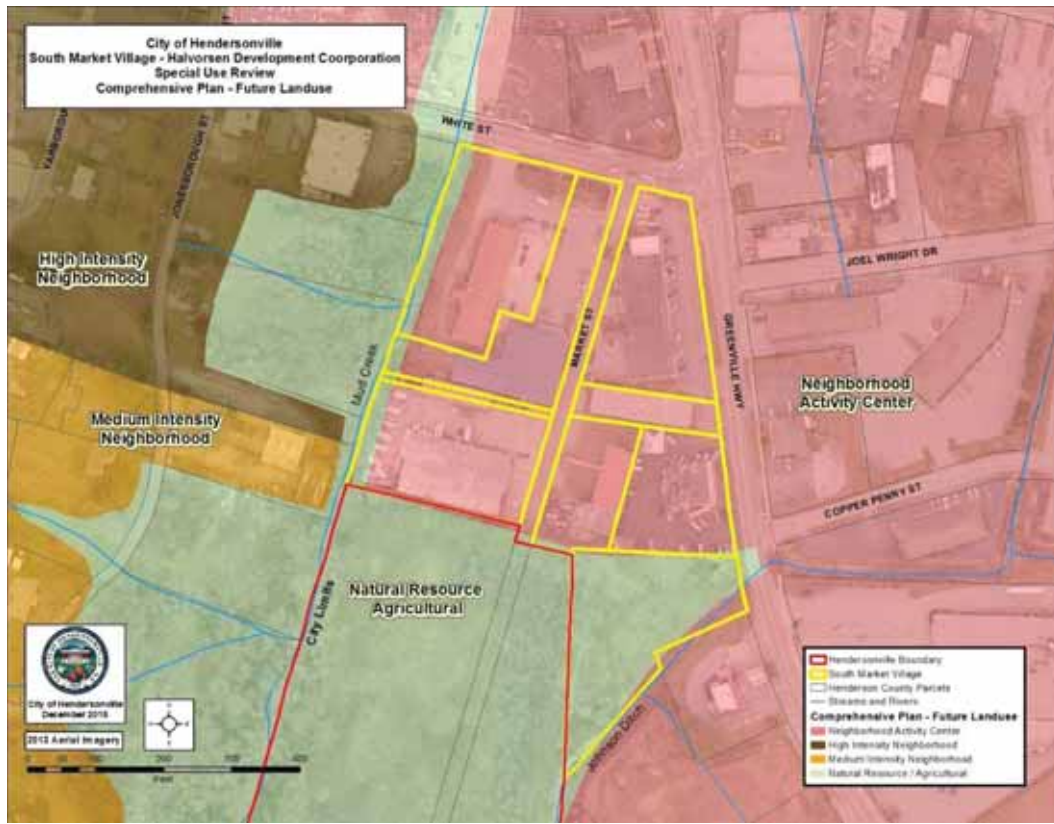 City of Hendersonville
South Market Village - Halvorsen Development Coorporation
Special Use Review
Comprehensive Plan - Future Landuse
WHITE ST
JONESBOROUGH ST
High Intensity
Neighborhood
JOEL WRIGHT DR
MARKET ST
GREENVILLE HWY
Mud Creek
Neighborhood
Activity Center
Medium Intensity
Neighborhood
COPPER PENNY ST
Natural Resource
Agricultural
City Limits
Johnson Ditch
City of Hendersonville
Hendersonville Boundary
South Market Village
Henderson County Parcels
Streams and Rivers
Comprehensive Plan - Future Landuse
Neighborhood Activity Center
High Intensity Neighborhood
Medium Intensity Neighborhood
Natural Resource / Agricultural
Aerial Imagery
Feet